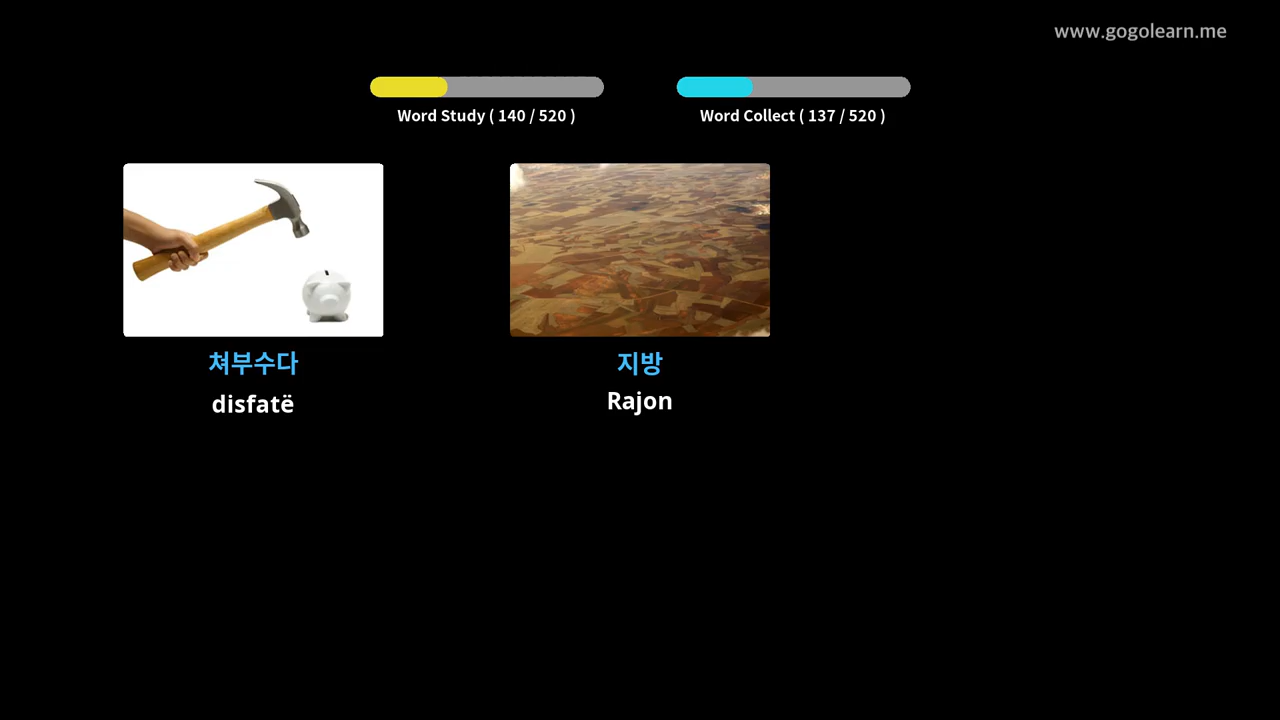 www.gogolearn.me
Word Study ( 140 / 520 )
Word Collect ( 137 / 520 )
쳐부수다
disfatë
지방
Rajon